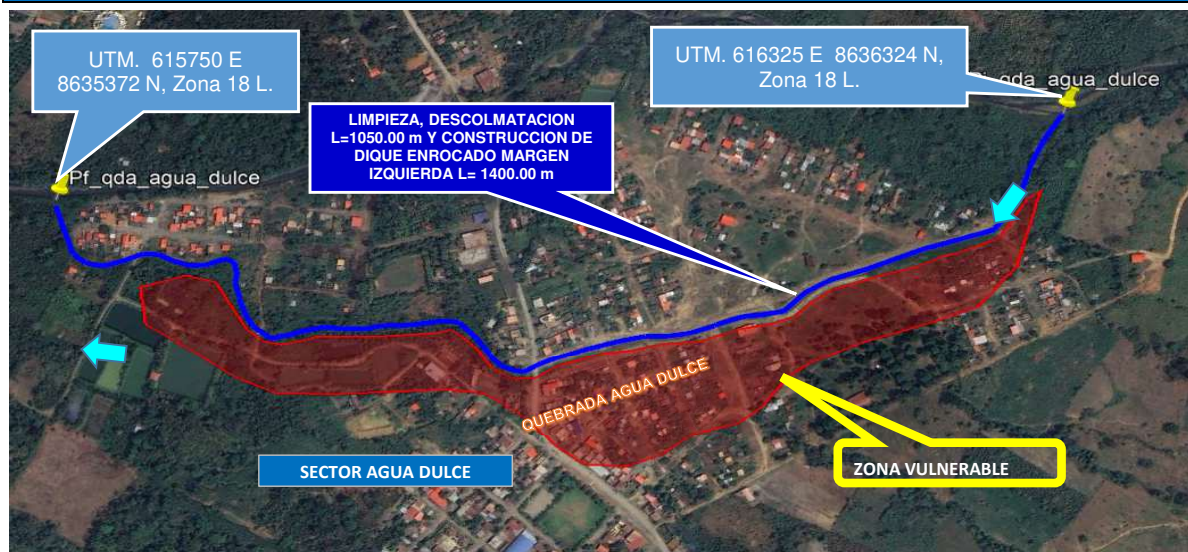 UTM. 615750 E
8635372 N, Zona 18 L.
UTM. 616325 E 8636324 N,
Zona 18 L.
_qda_agua_dulce
LIMPIEZA, DESCOLMATACION
L=1050.00 m Y CONSTRUCCION DE
DIQUE ENROCADO MARGEN
IZQUIERDA L= 1400.00 m
Pf_qda_agua_dulce
QUEBRADA AGUA DULCE
SECTOR AGUA DULCE
ZONA VULNERABLE